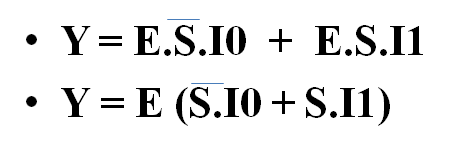 • Y = E.S̅.I0 + E.S.I1
• Y = E (S̅.I0 + S.I1)